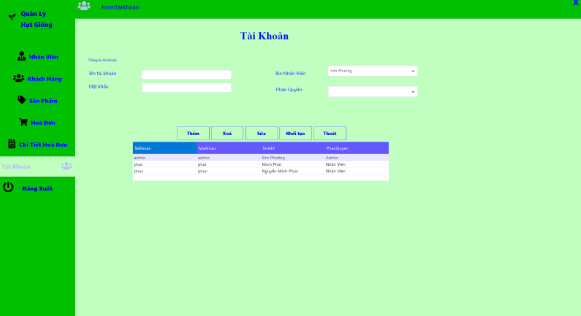 Quản Lý
Hạt Giống
FormTaiKhoan
X
Tài Khoản
Nhân Viên
Khách Hàng
Sản Phẩm
Hoá Đơn
Chi Tiết Hoá Đơn
Tài Khoản
Đăng Xuất
Thông tin tài khoản
Tên tài khoản
Tên Nhân Viên
Kim Phượng
Mật khẩu
Phân Quyền
Thêm
Xoá
Sửa
Khởi tạo
Thoát
TaiKhoan
MatKhau
TenNV
PhanQuyen
admin
admin
Kim Phượng
Admin
phat
phat
Minh Phát
Nhân Viên
phuc
phuc
Nguyễn Minh Phúc
Nhân Viên